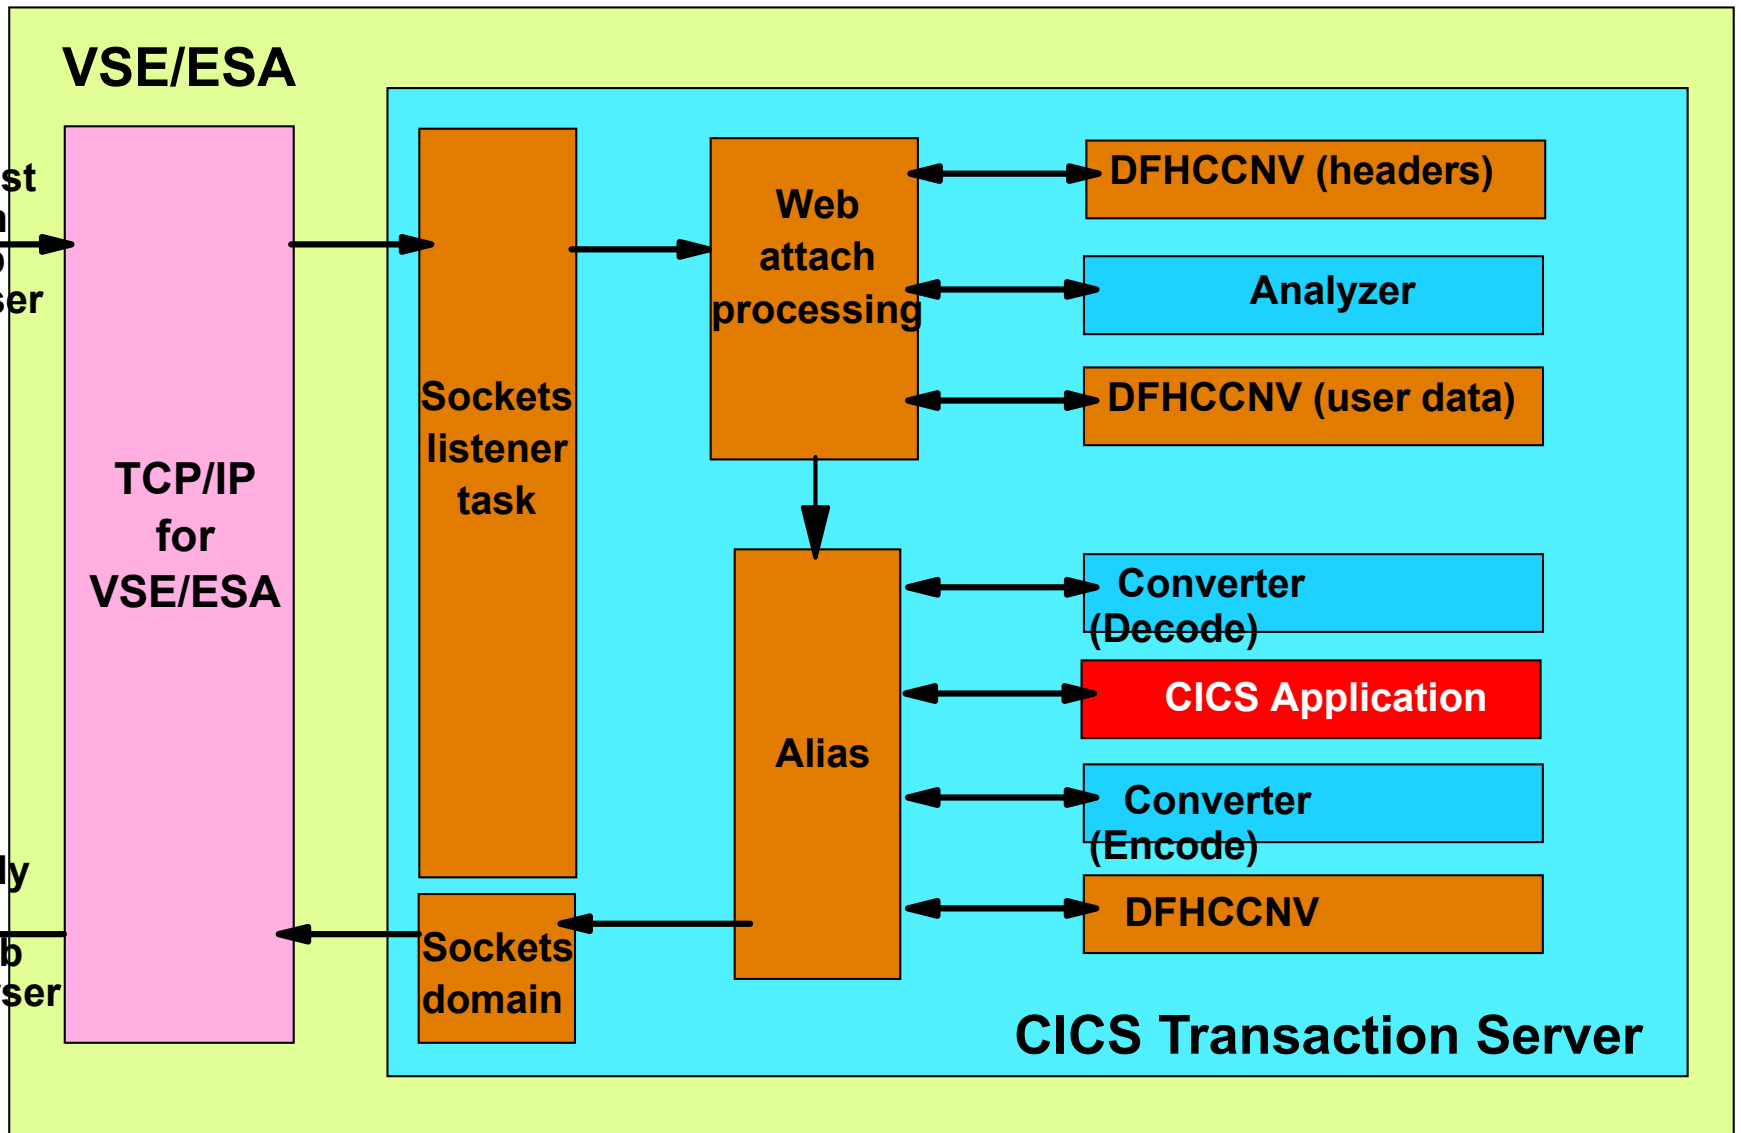 VSE/ESA
TCP/IP
for
VSE/ESA
Sockets
listener
task
Web
attach
processing
DFHCCNV (headers)
Analyzer
DFHCCNV (user data)
Alias
Converter
(Decode)
CICS Application
Converter
(Encode)
DFHCCNV
Sockets
domain
CICS Transaction Server